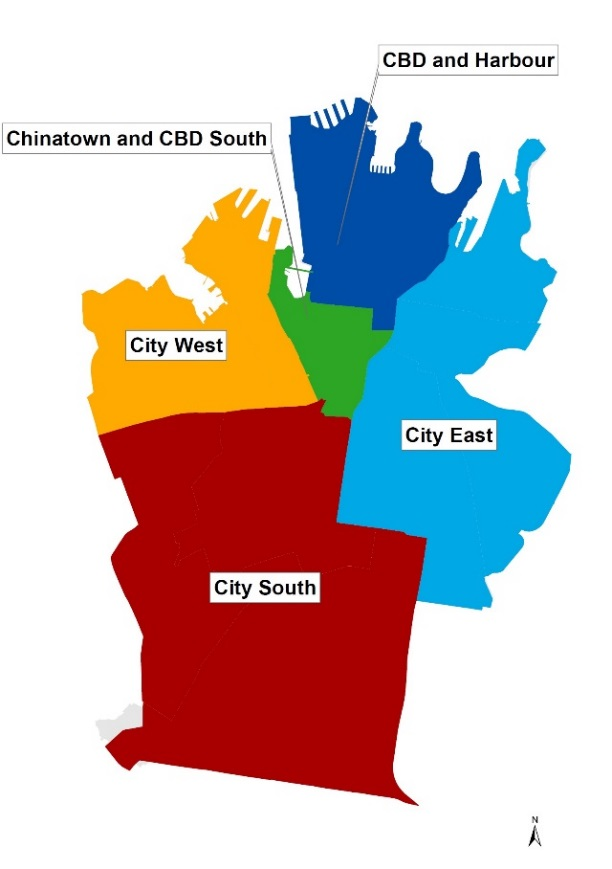 CBD and Harbour
Chinatown and CBD South
City West
City East
City South
N